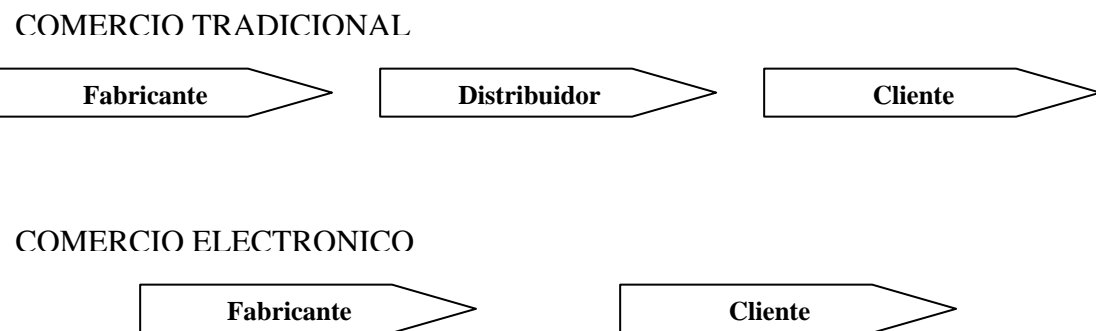 COMERCIO TRADICIONAL
Fabricante Distribuidor Cliente
COMERCIO ELECTRONICO
Fabricante Cliente